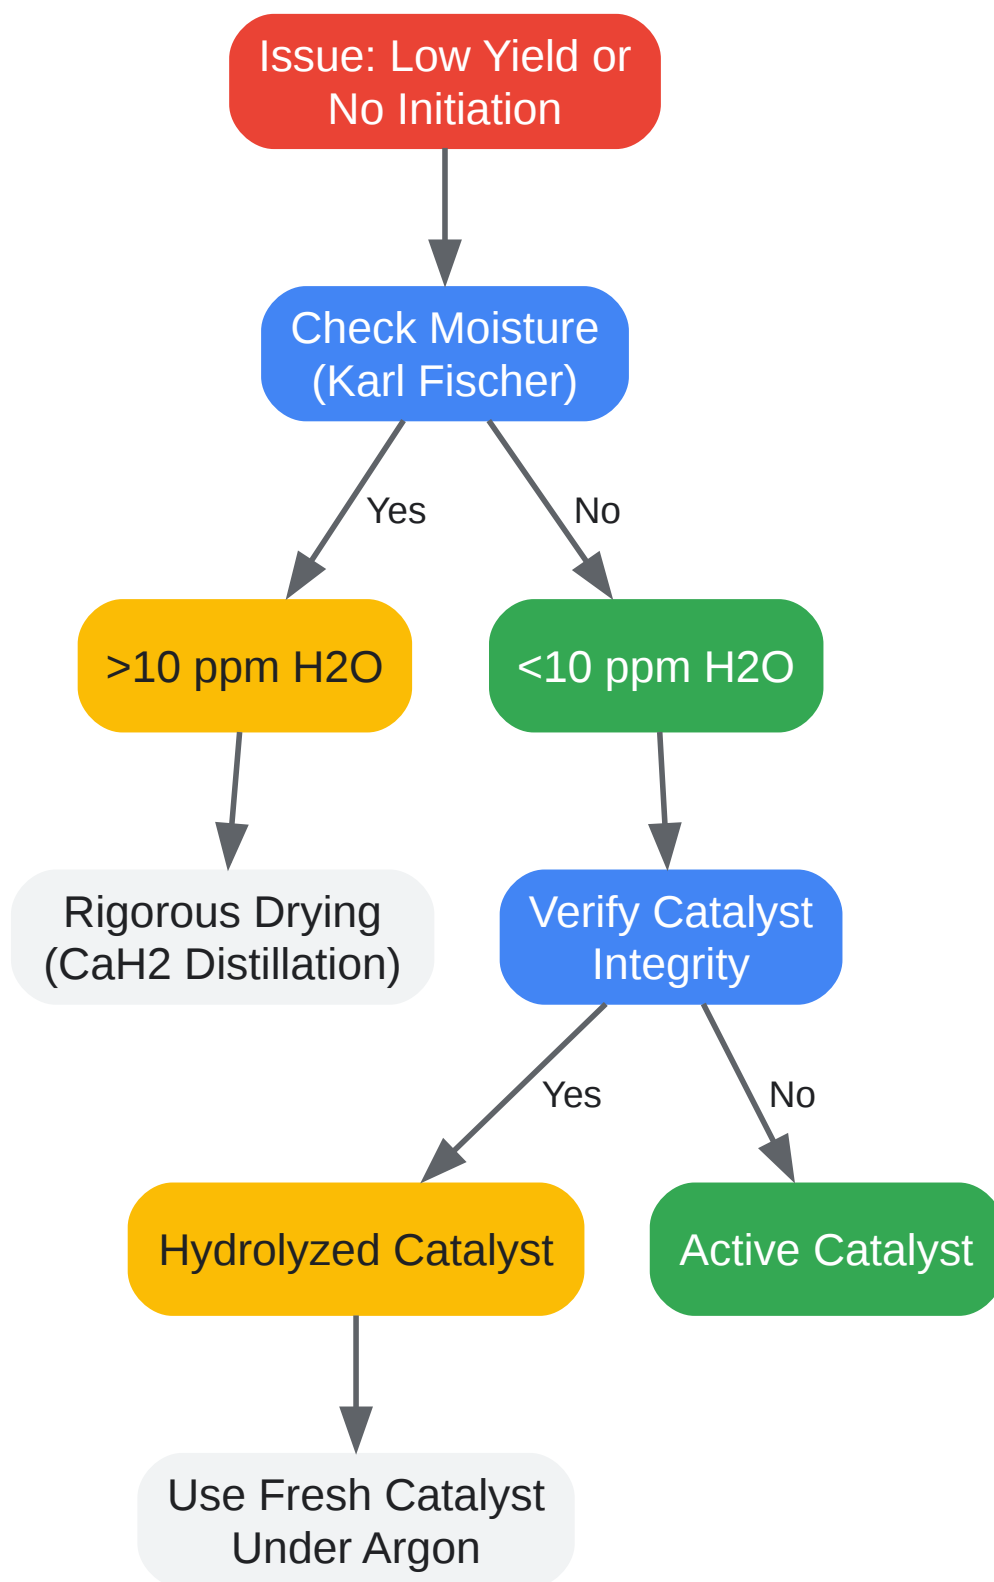 Issue: Low Yield or
No Initiation
Check Moisture
(Karl Fischer)
Yes
No
>10 ppm H2O
<10 ppm H2O
Rigorous Drying
(CaH2 Distillation)
Verify Catalyst
Integrity
Yes
No
Hydrolyzed Catalyst
Active Catalyst
Use Fresh Catalyst
Under Argon